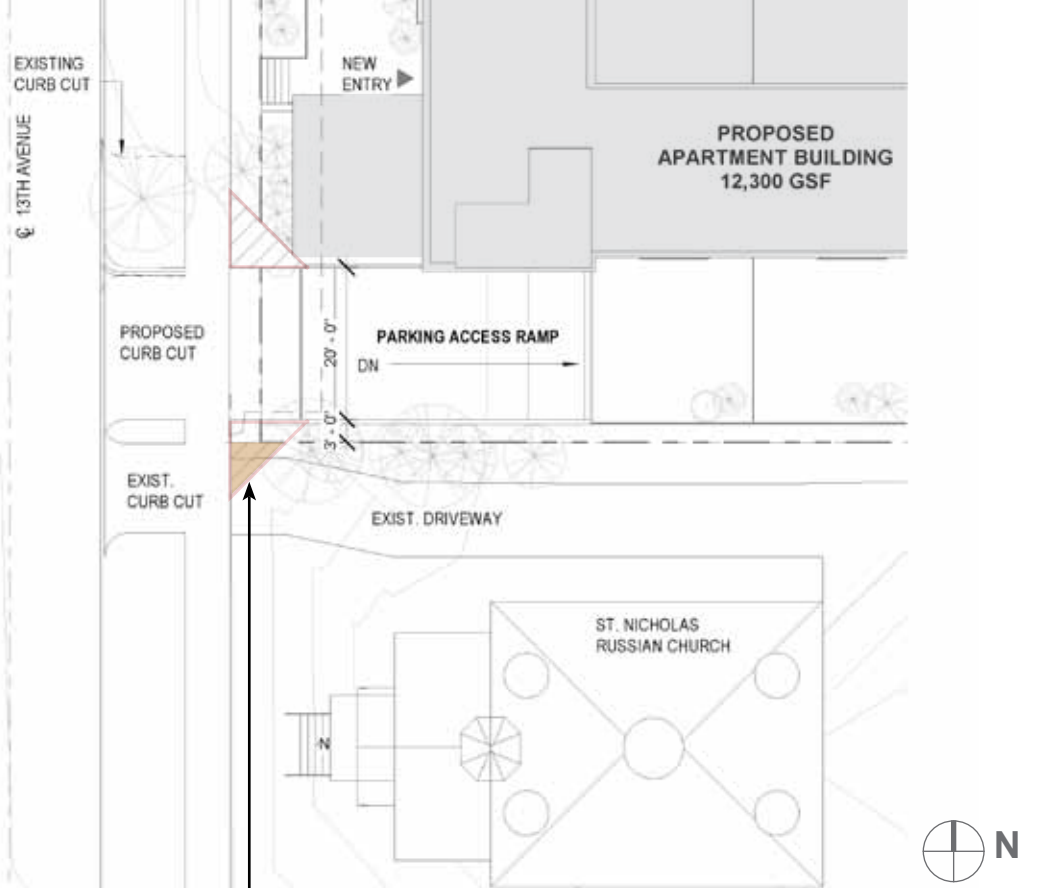 EXISTING
CURB CUT
NEW
ENTRY
℄ 13TH AVENUE
PROPOSED
APARTMENT BUILDING
12,300 GSF
PROPOSED
CURB CUT
20' - 0"
PARKING ACCESS RAMP
DN
3' - 0"
EXIST.
CURB CUT
EXIST. DRIVEWAY
ST. NICHOLAS
RUSSIAN CHURCH
N
N